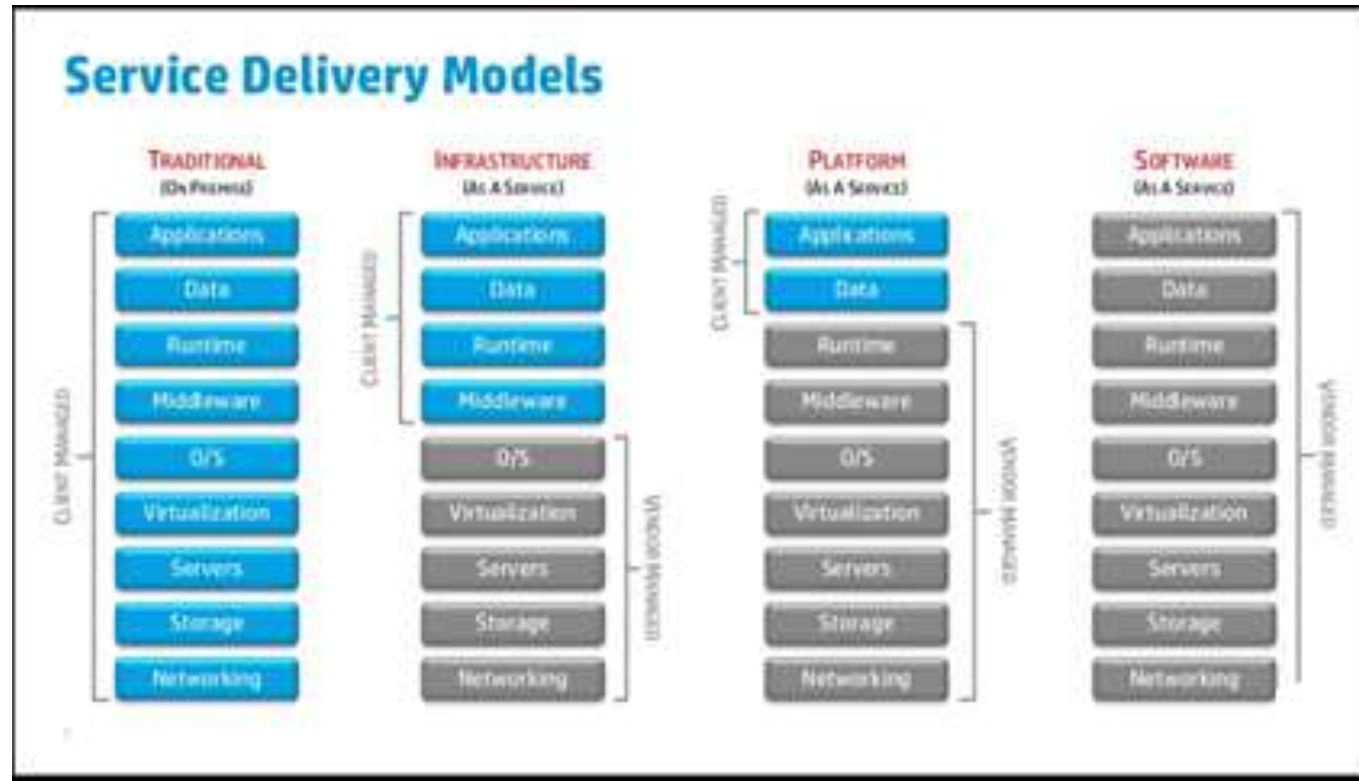 Service Delivery Models
TRADITIONAL
(ON PREMISE)
CLIENT MANAGED
Applications
Data
Runtime
Middleware
O/S
Virtualization
Servers
Storage
Networking
INFRASTRUCTURE
(AS A SERVICE)
CLIENT MANAGED
Applications
Data
Runtime
Middleware
O/S
Virtualization
Servers
Storage
Networking
VENDOR MANAGED
PLATFORM
(AS A SERVICE)
CLIENT MANAGED
Applications
Data
Runtime
Middleware
O/S
Virtualization
Servers
Storage
Networking
VENDOR MANAGED
SOFTWARE
(AS A SERVICE)
Applications
Data
Runtime
Middleware
O/S
Virtualization
Servers
Storage
Networking
VENDOR MANAGED